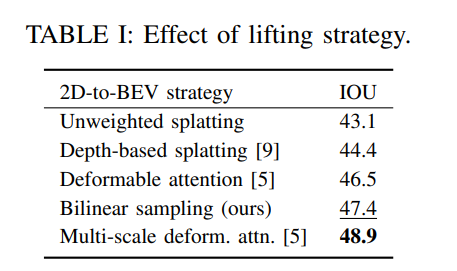 TABLE I: Effect of lifting strategy.
2D-to-BEV strategy IOU
Unweighted splatting 43.1
Depth-based splatting [9] 44.4
Deformable attention [5] 46.5
Bilinear sampling (ours) 47.4
Multi-scale deform. attn. [5] 48.9